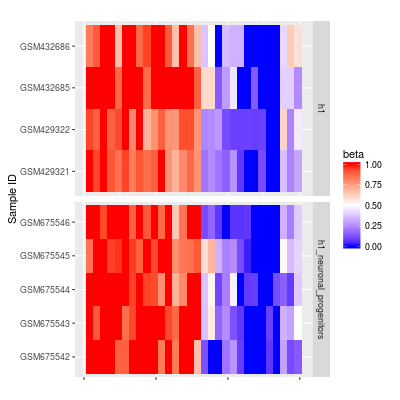 GSM432686
GSM432685
GSM429322
GSM429321
h1
GSM675546
GSM675545
GSM675544
GSM675543
GSM675542
h1_neuronal_progenitors
Sample ID
beta
1.00
0.75
0.50
0.25
0.00